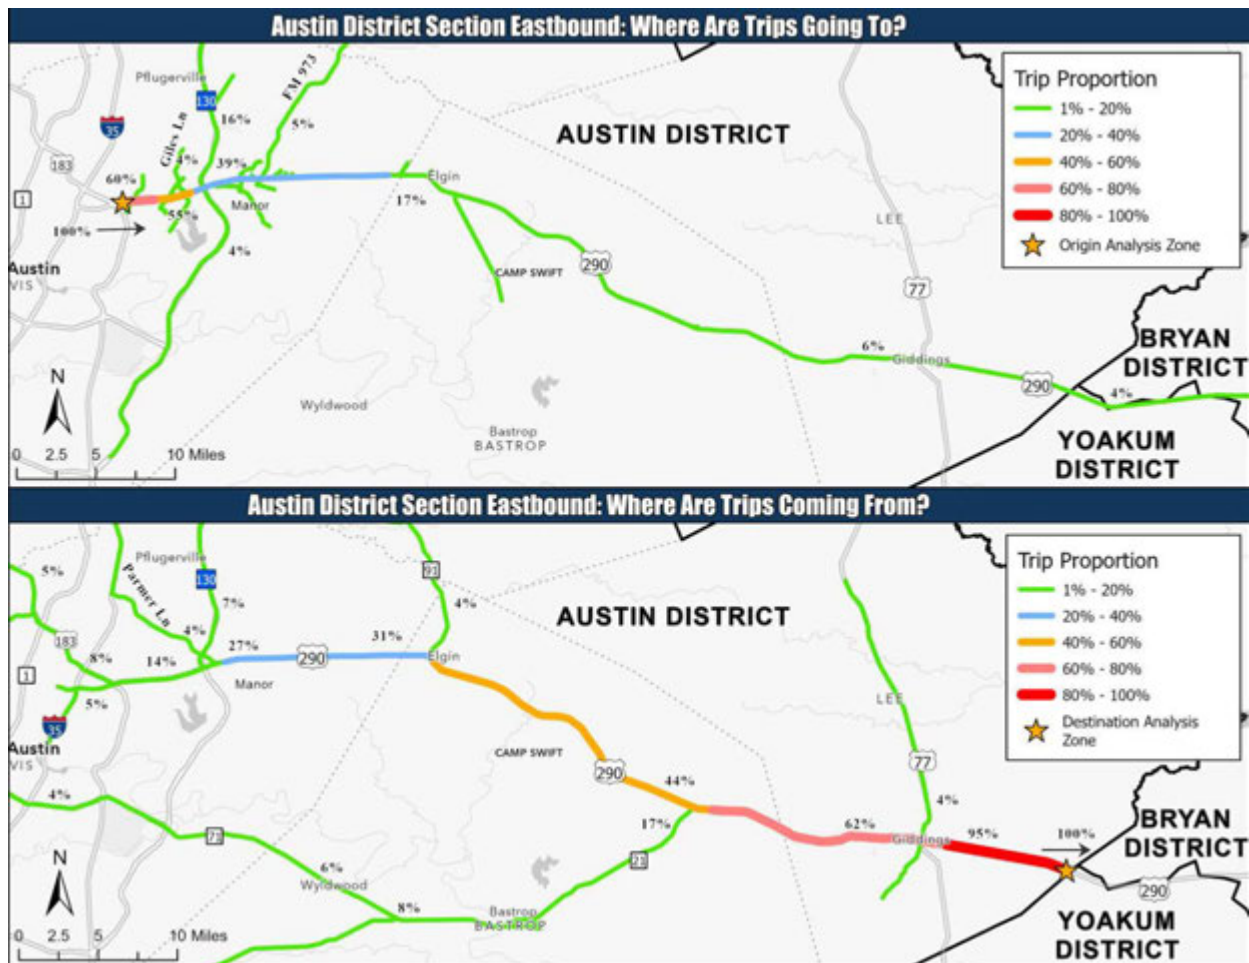 Austin District Section Eastbound: Where Are Trips Going To?
Pflugerville
130
35
183
1
Giles Ln
FM 973
16%
5%
4%
39%
60%
55%
100%
Manor
4%
Austin
VIS
Elgin
17%
CAMP SWIFT
290
AUSTIN DISTRICT
LEE
77
6%
Giddings
290
4%
BRYAN
DISTRICT
YOAKUM
DISTRICT
Wyldwood
Bastrop
BASTROP
N
0 2.5 5 10 Miles
Trip Proportion
1% - 20%
20% - 40%
40% - 60%
60% - 80%
80% - 100%
Origin Analysis Zone
Austin District Section Eastbound: Where Are Trips Coming From?
5%
Pflugerville
Parmer Ln
130
7%
4%
183
8%
14%
27%
290
31%
1
5%
35
Manor
Austin
VIS
91
4%
Elgin
AUSTIN DISTRICT
CAMP SWIFT
290
44%
LEE
77
4%
62%
Giddings
95%
100%
BRYAN
DISTRICT
290
YOAKUM
DISTRICT
4%
71
6%
Wyldwood
8%
Bastrop
BASTROP
17%
21
N
0 2.5 5 10 Miles
Trip Proportion
1% - 20%
20% - 40%
40% - 60%
60% - 80%
80% - 100%
Destination Analysis
Zone